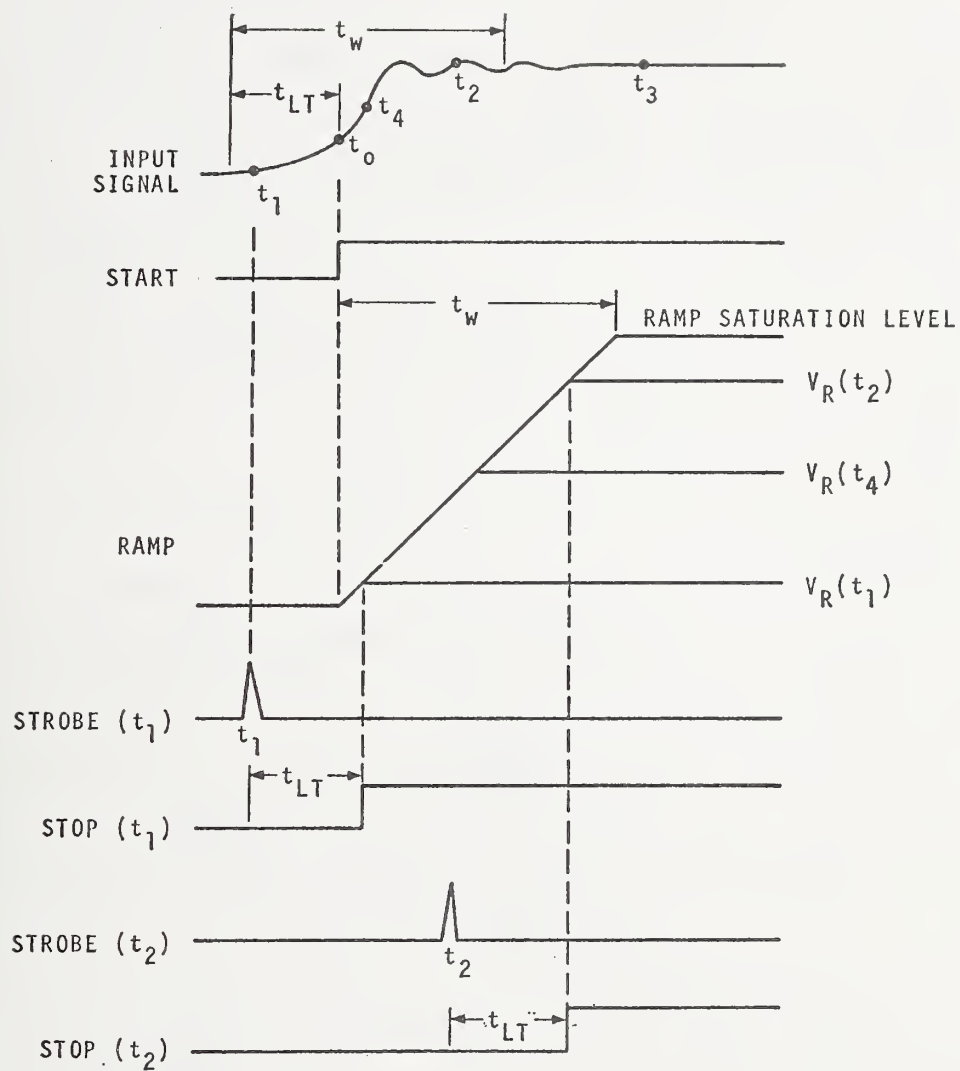 t_w
t_LT
t_4
t_2
t_3
t_o
INPUT
SIGNAL
t_1
START
t_w
RAMP SATURATION LEVEL
V_R(t_2)
V_R(t_4)
RAMP
V_R(t_1)
STROBE (t_1)
t_1
t_LT
STOP (t_1)
STROBE (t_2)
t_2
t_LT
STOP (t_2)